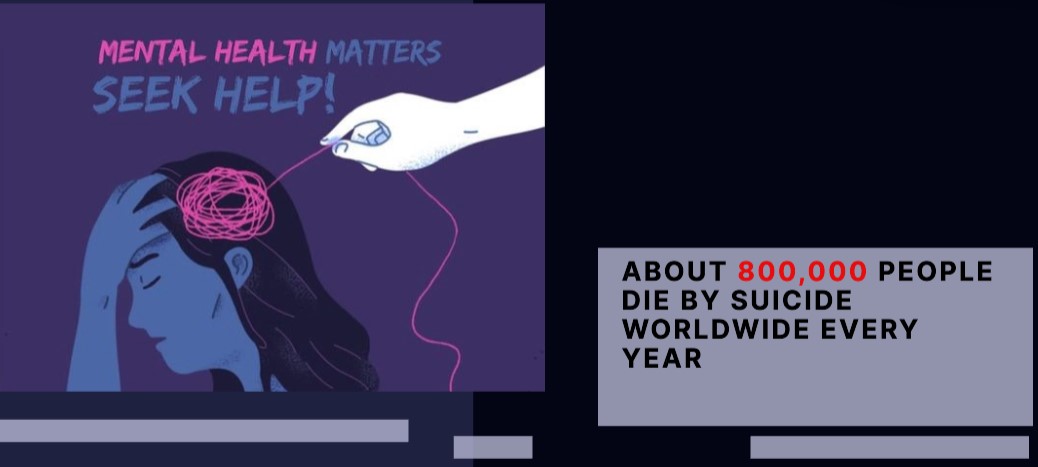 MENTAL HEALTH MATTERS
SEEK HELP!
ABOUT 800,000 PEOPLE
DIE BY SUICIDE
WORLDWIDE EVERY
YEAR